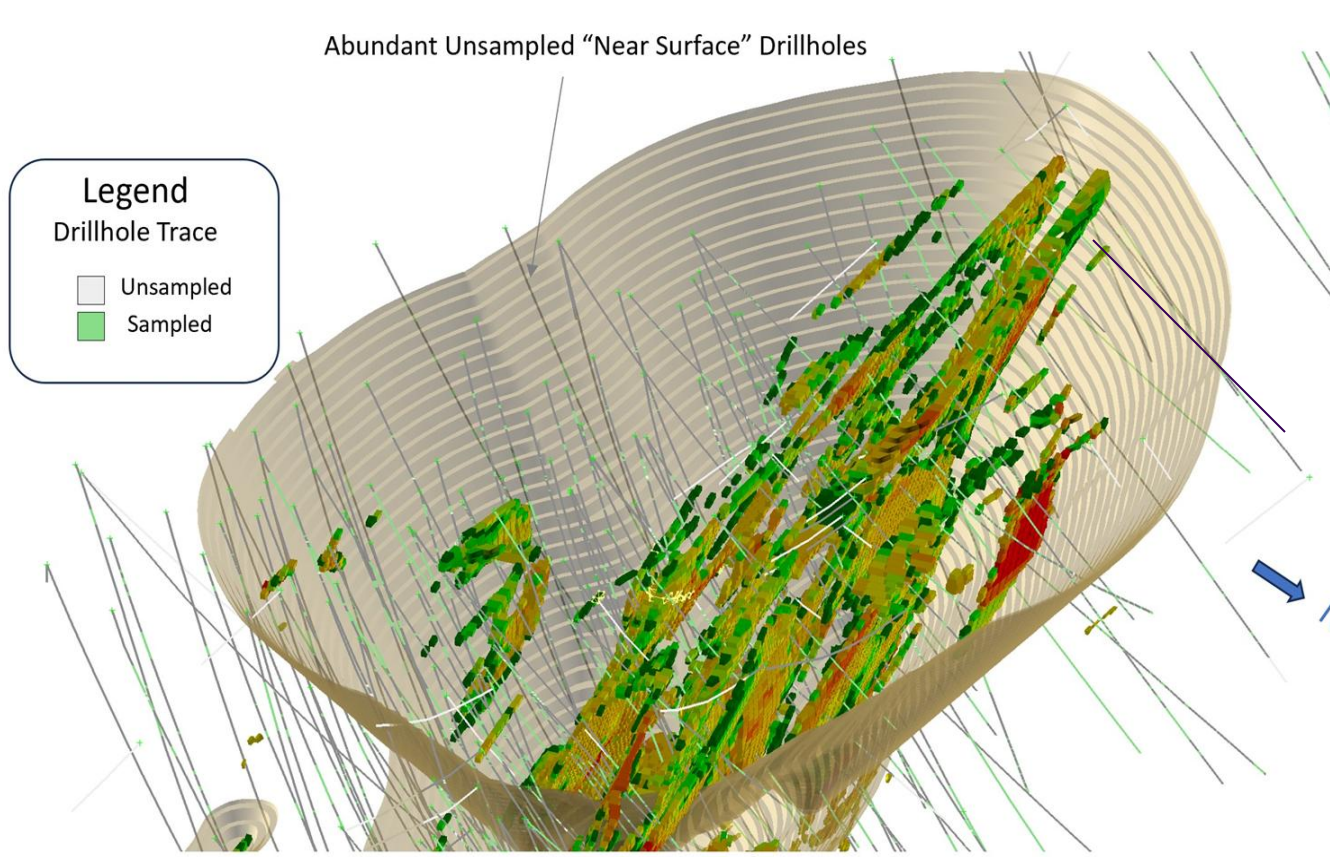 Abundant Unsampled “Near Surface” Drillholes
Legend
Drillhole Trace
Unsampled
Sampled